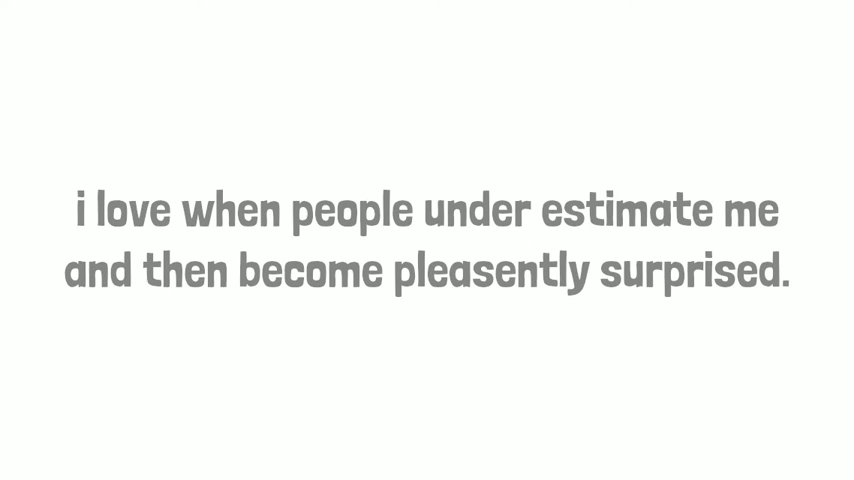 i love when people under estimate me
and then become pleasently surprised.